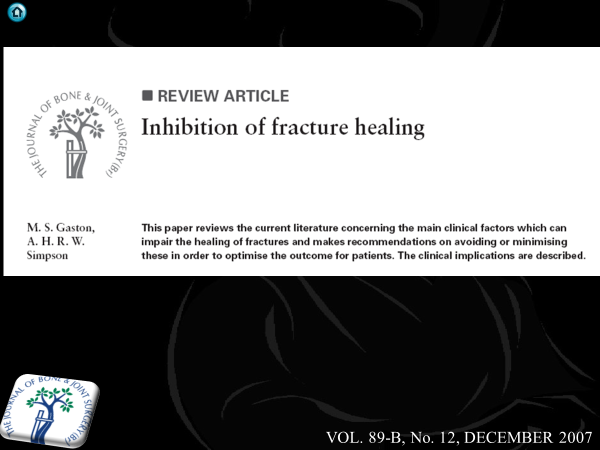 THE JOURNAL OF BONE & JOINT SURGERY (Br)
■ REVIEW ARTICLE
Inhibition of fracture healing
M. S. Gaston,
A. H. R. W.
Simpson
This paper reviews the current literature concerning the main clinical factors which can
impair the healing of fractures and makes recommendations on avoiding or minimising
these in order to optimise the outcome for patients. The clinical implications are described.
THE JOURNAL OF BONE & JOINT SURGERY (Br)
VOL. 89-B, No. 12, DECEMBER 2007